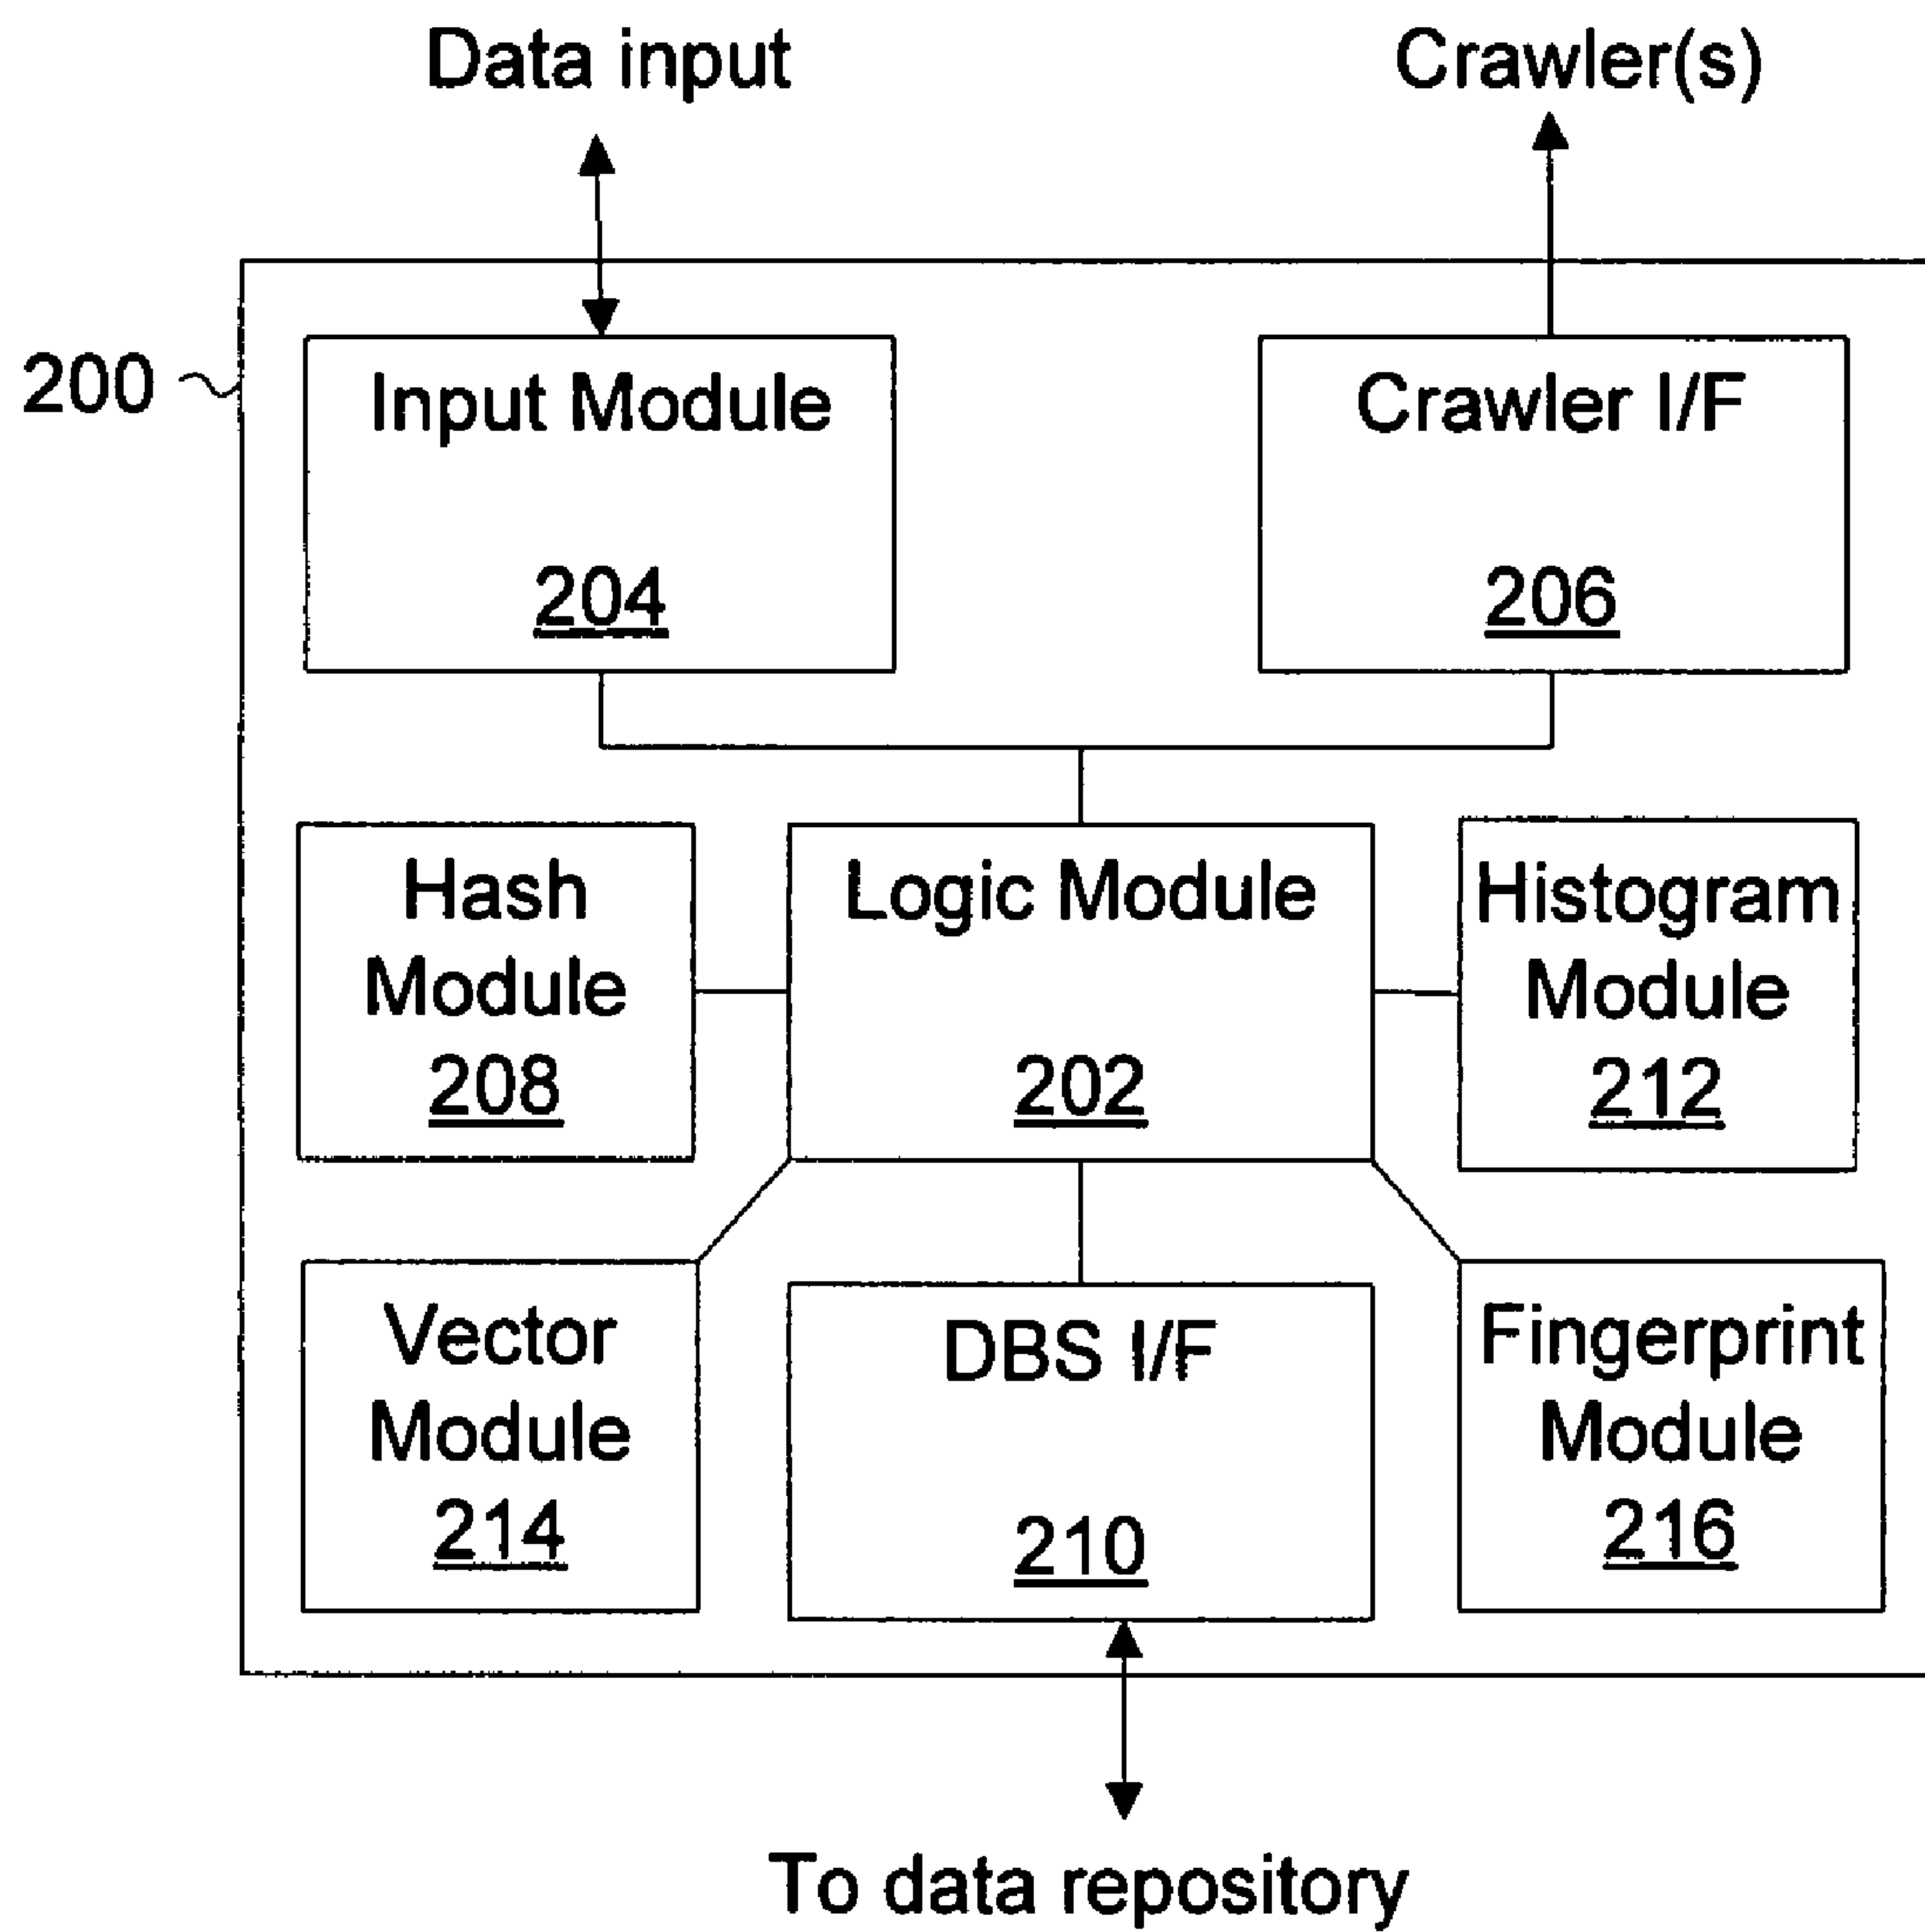 Data input
Crawler(s)
200
Input Module
204
Crawler I/F
206
Hash
Module
208
Logic Module
202
Histogram
Module
212
Vector
Module
214
DBS I/F
210
Fingerprint
Module
216
To data repository